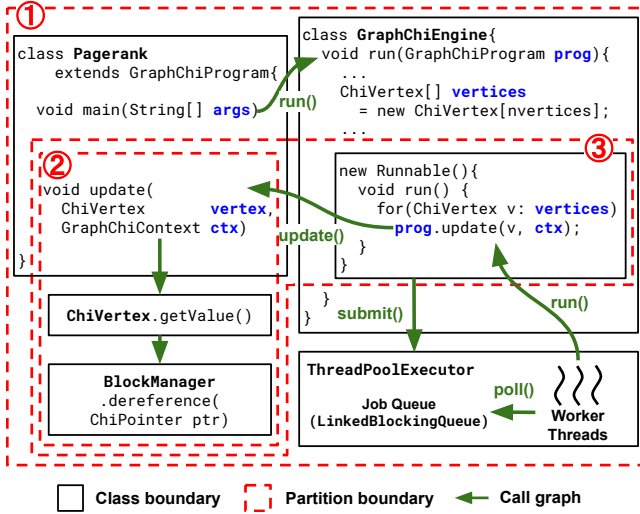 ①
class Pagerank
extends GraphChiProgram{
void main(String[] args)
run()
class GraphChiEngine{
void run(GraphChiProgram prog){
...
ChiVertex[] vertices
= new ChiVertex[nvertices];
...
②
void update(
ChiVertex vertex,
GraphChiContext ctx)
}
update()
③
new Runnable(){
void run() {
for(ChiVertex v: vertices)
prog.update(v, ctx);
}
}
}
}
submit()
run()
ChiVertex.getValue()
BlockManager
.dereference(
ChiPointer ptr)
ThreadPoolExecutor
Job Queue
(LinkedBlockingQueue)
poll()
Worker
Threads
Class boundary
Partition boundary
Call graph